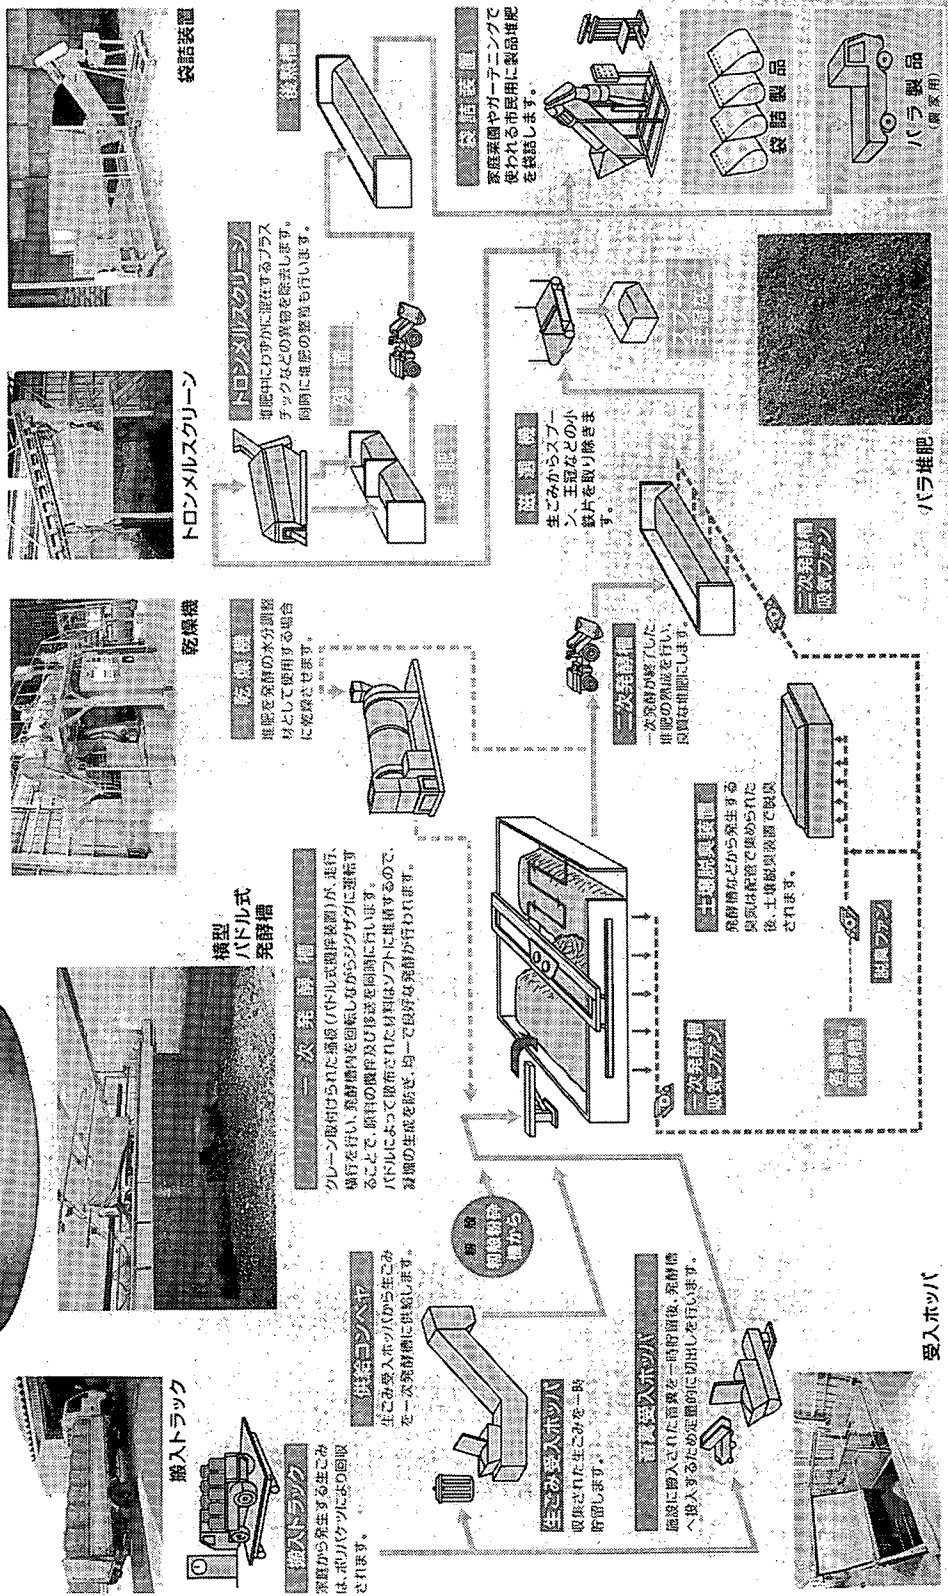 搬入トラック
搬入トラック
家庭から発生する生ごみ
は、ポリバケツにより回収
されます。
供給コンベヤ
生ごみ受入ホッパから生ごみ
を一次発酵槽に供給します。
生ごみ受入ホッパ
収集された生ごみを一時
貯留します。
畜糞受入ホッパ
施設に搬入された畜糞を一時貯留後、発酵槽
へ投入するため定量的に切出しを行います。
受入ホッパ
籾殻
籾殻粉砕
機から
横型
パドル式
発酵槽
一次発酵槽
クレーン取付けられた撹拌機(パドル式撹拌装置)が、走行、
横行を行い、発酵槽内を回転しながらジグザグに運転す
ることで、原料の撹拌及び移送を同時に行います。
パドルによって散布された材料はソフトに堆積するので、
凝塊の生成を防ぎ、均一で良好な発酵が行われます。
一次発酵槽
吸気ファン
乾燥機
乾燥機
堆肥を発酵の水分調整
材として使用する場合
に乾燥させます。
二次発酵槽
一次発酵が終了した
堆肥の熟成を行い、
良質な堆肥にします。
二次発酵槽
吸気ファン
土壌脱臭装置
発酵槽などから発生する
臭気は配管で集められた
後、土壌脱臭装置で脱臭
されます。
脱臭ファン
トロンメルスクリーン
トロンメルスクリーン
堆肥中にわずかに混在するプラス
チックなどの異物を除去します。
同時に堆肥の整粒も行います。
磁選機
生ごみからスプー
ン、王冠などの小
鉄片を取り除きま
す。
バラ堆肥
袋詰装置
後熟槽
袋詰装置
家庭菜園やガーデニングで
使われる市民用に製品堆肥
を袋詰します。
袋詰製品
バラ製品
(農家用)